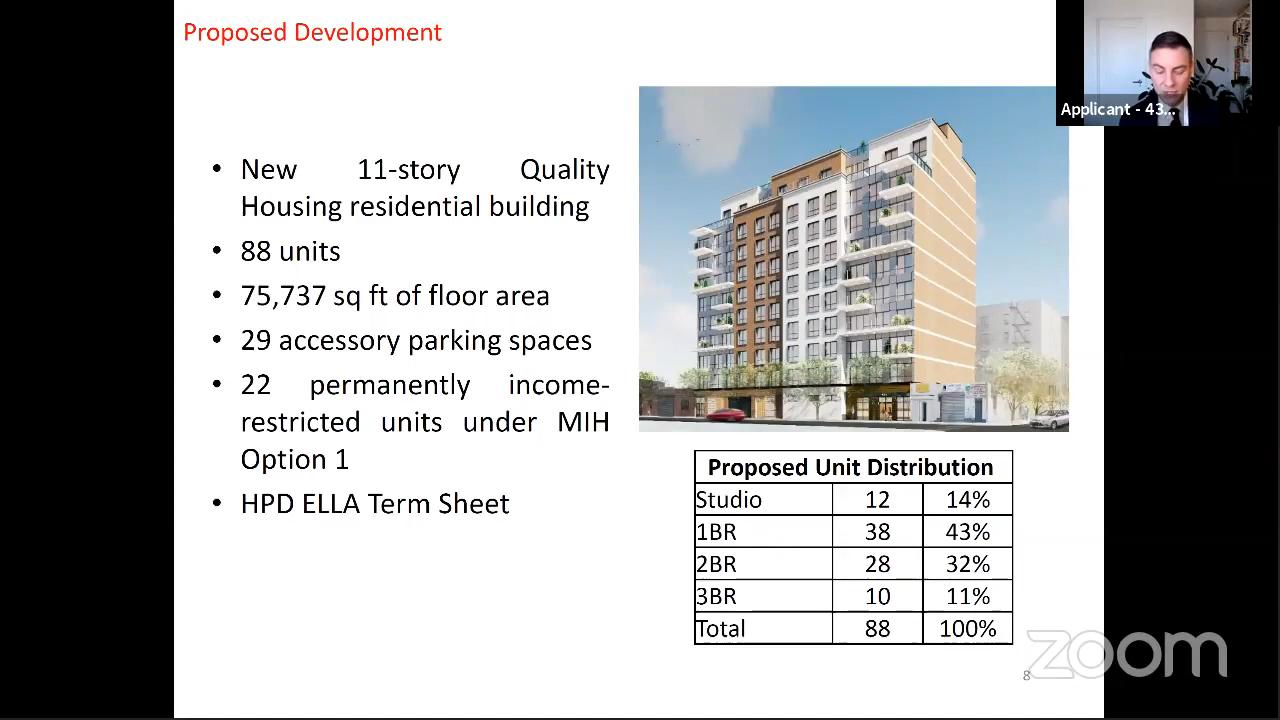 Proposed Development
Applicant - 43...
• New 11-story Quality
Housing residential building
• 88 units
• 75,737 sq ft of floor area
• 29 accessory parking spaces
• 22 permanently income-
restricted units under MIH
Option 1
• HPD ELLA Term Sheet
Proposed Unit Distribution
Studio 12 14%
1BR 38 43%
2BR 28 32%
3BR 10 11%
Total 88 100%
8
zoom